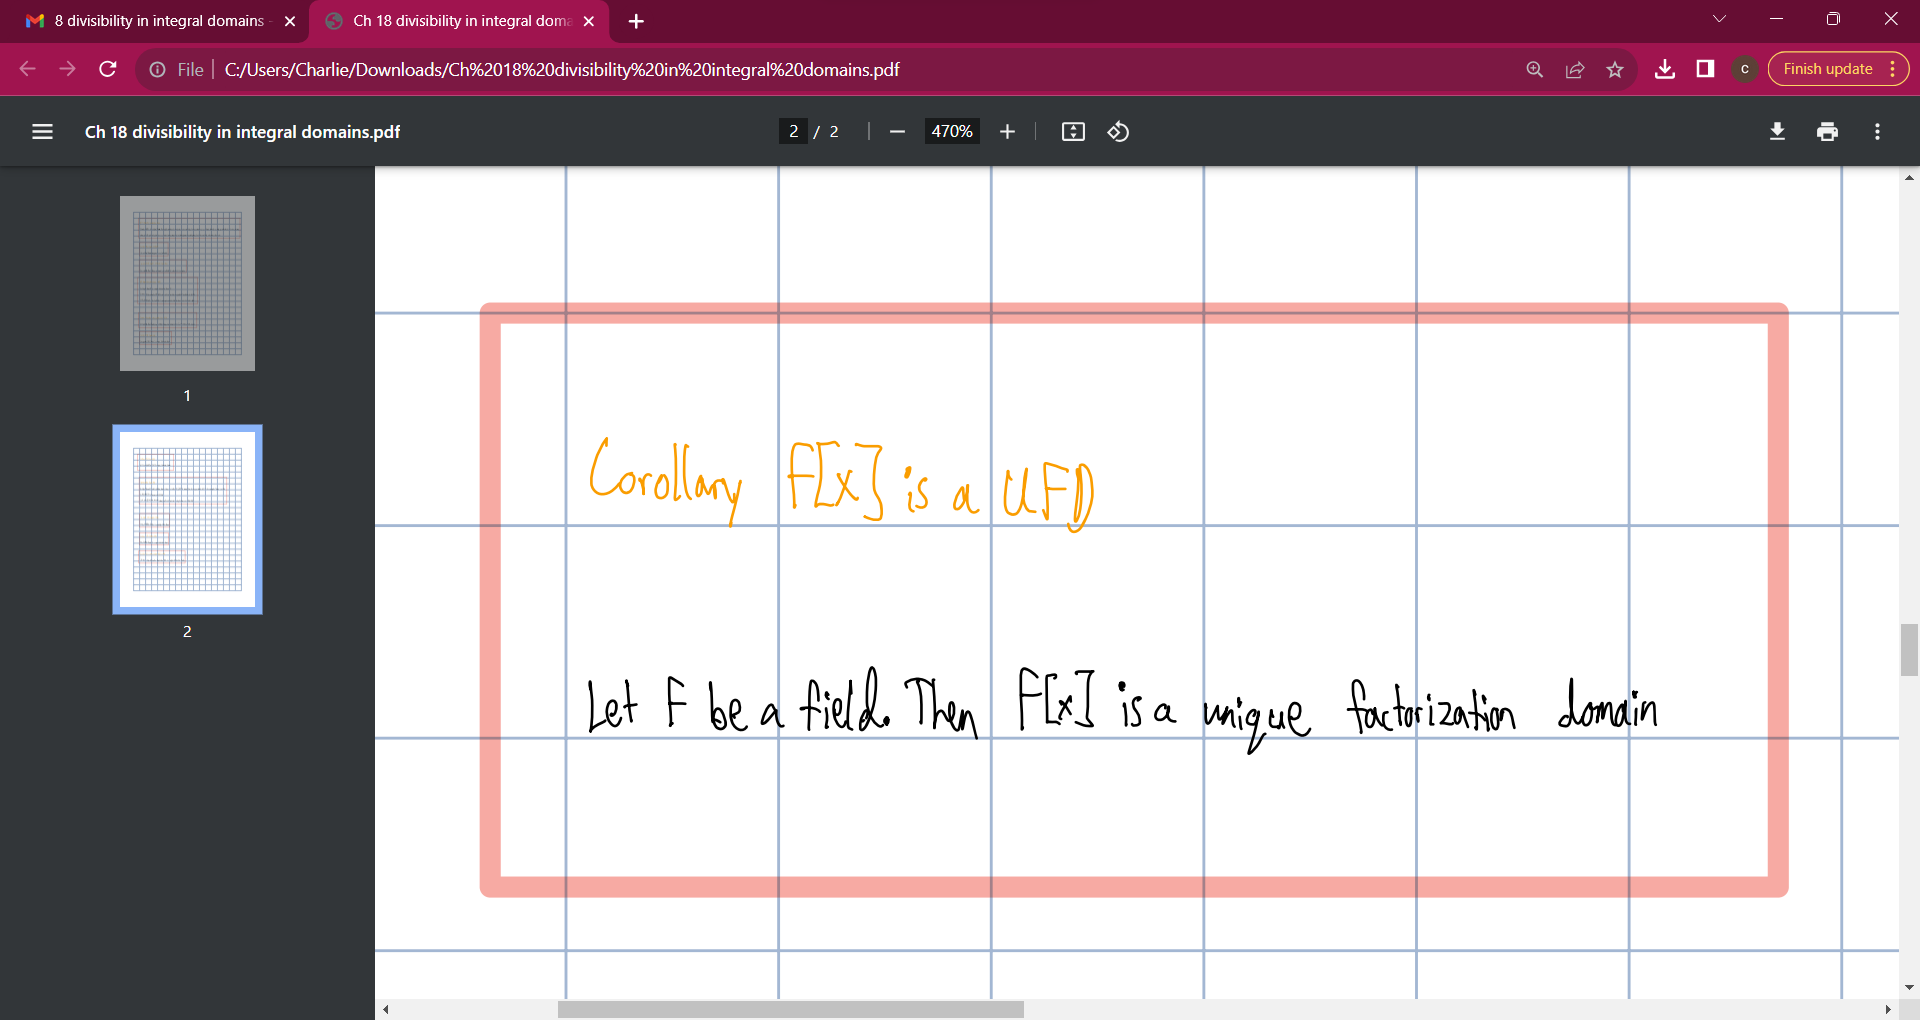 8 divisibility in integral domains -
Ch 18 divisibility in integral doma
File
C:/Users/Charlie/Downloads/Ch%2018%20divisibility%20in%20integral%20domains.pdf
C
Finish update
Ch 18 divisibility in integral domains.pdf
2 / 2
470%
1
2
Corollary F[x] is a UFD
Let F be a field. Then F[x] is a unique factorization domain